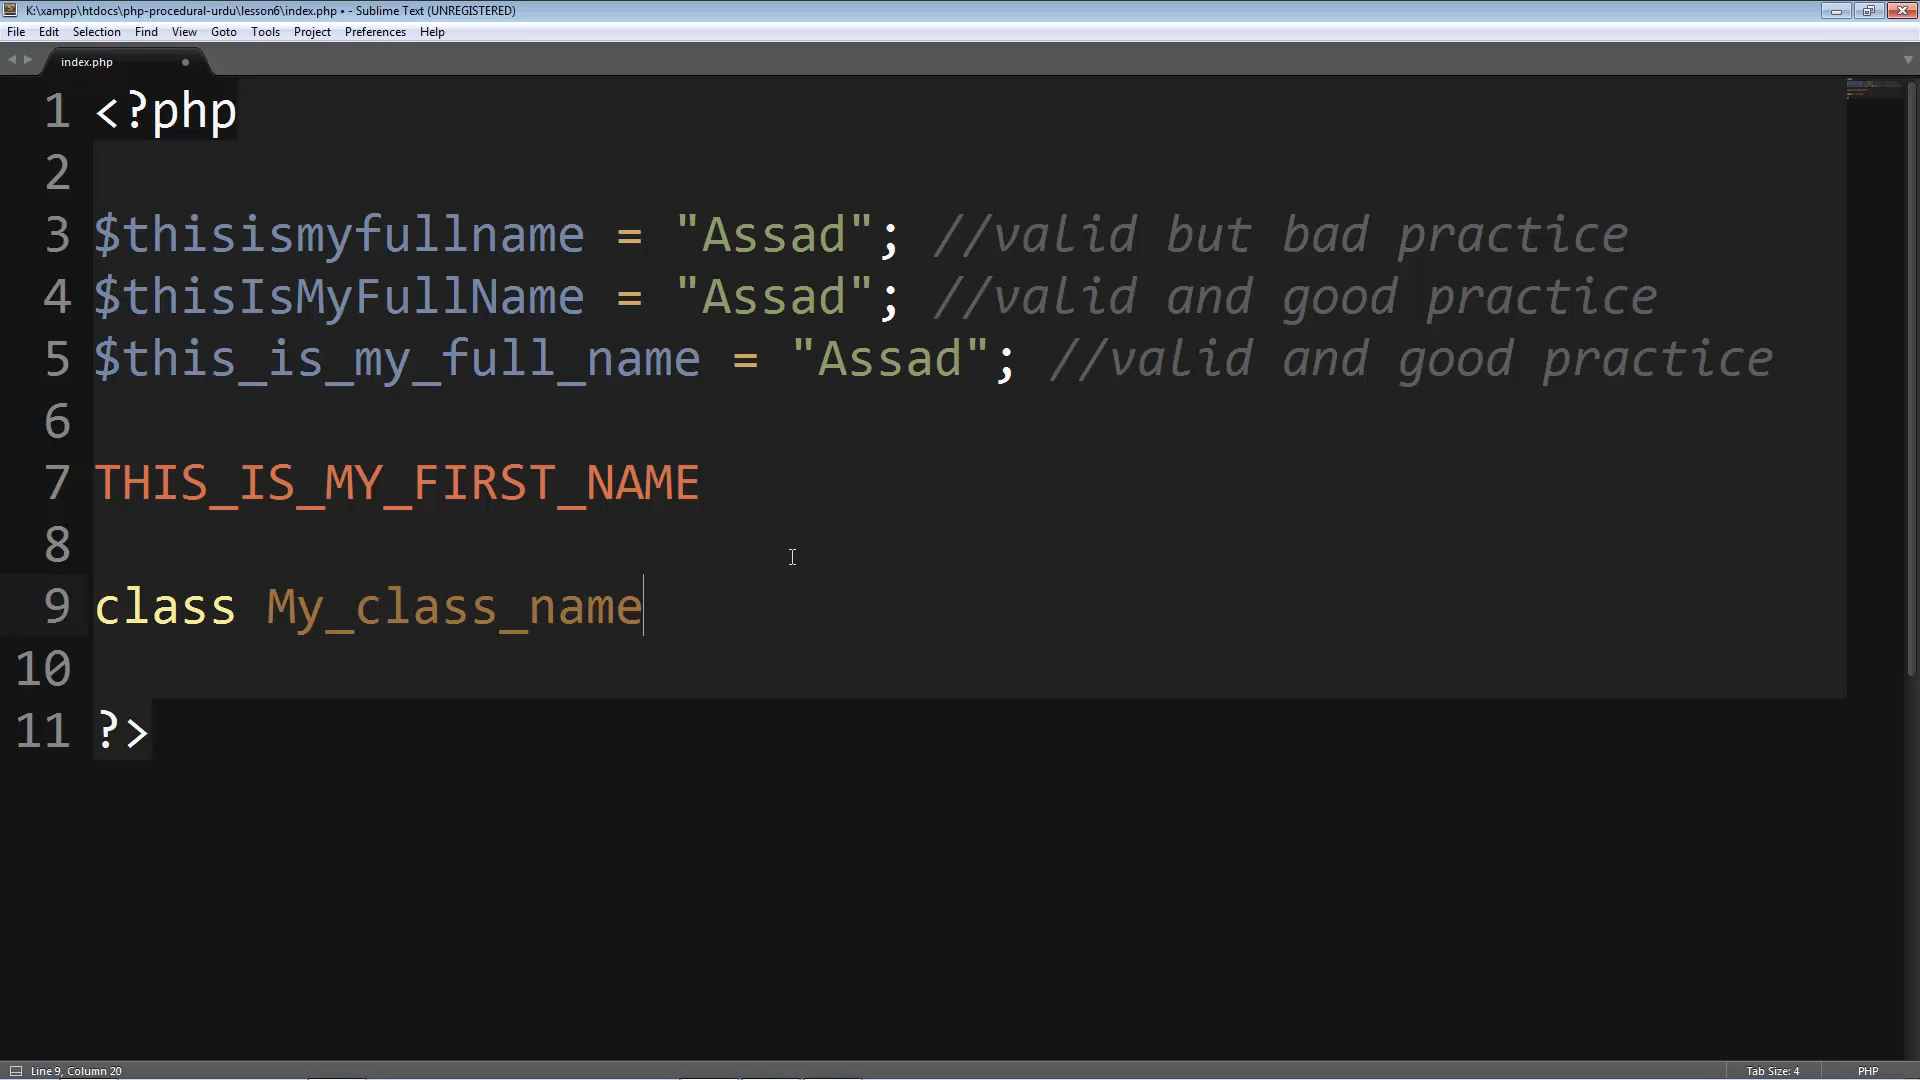 K:\xampp\htdocs\php-procedural-urdu\lesson6\index.php • - Sublime Text (UNREGISTERED)
File Edit Selection Find View Goto Tools Project Preferences Help
index.php
1 <?php
2
3 $thisismyfullname = "Assad"; //valid but bad practice
4 $thisIsMyFullName = "Assad"; //valid and good practice
5 $this_is_my_full_name = "Assad"; //valid and good practice
6
7 THIS_IS_MY_FIRST_NAME
8
9 class My_class_name
10
11 ?>
Line 9, Column 20 Tab Size: 4 PHP